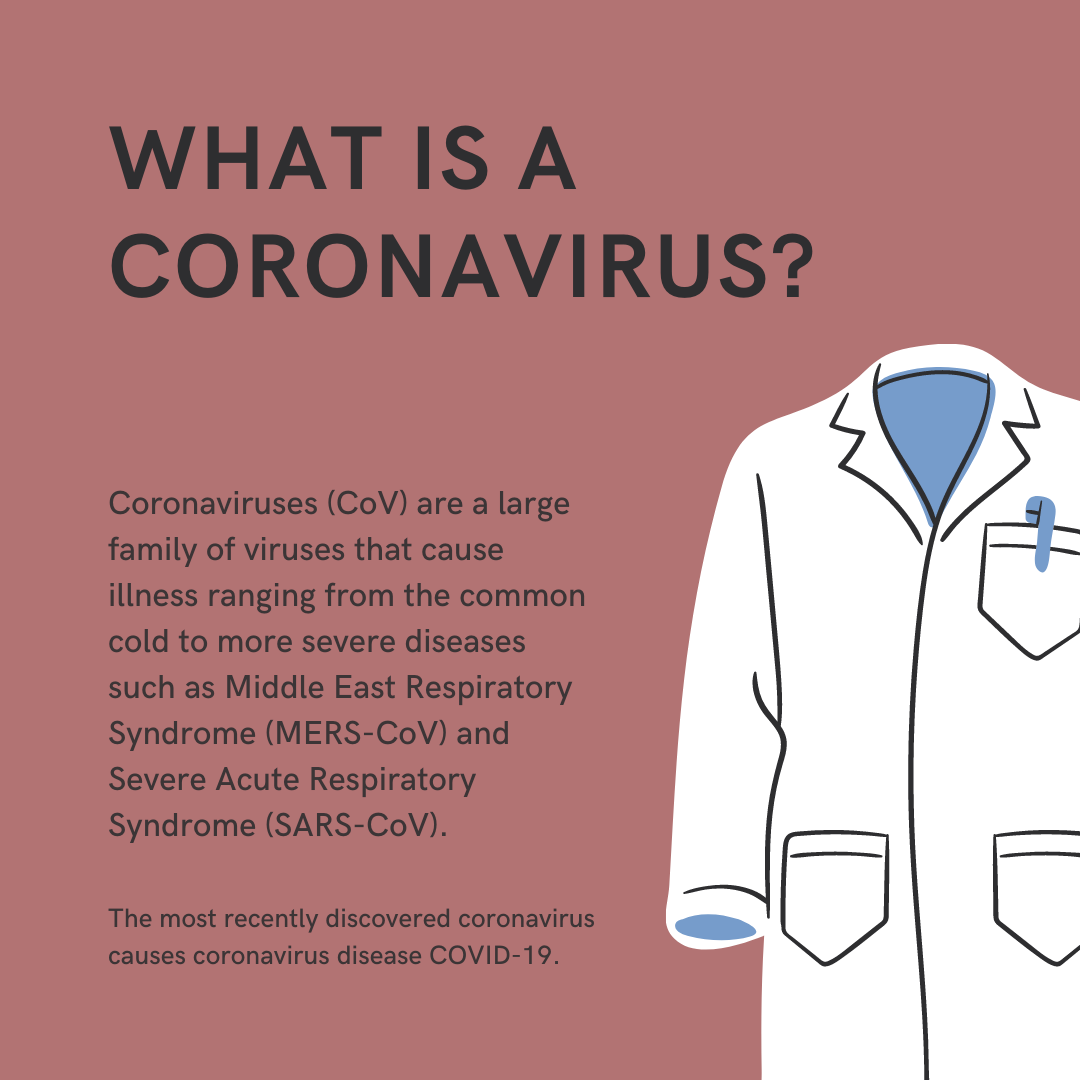 WHAT IS A
CORONAVIRUS?
Coronaviruses (CoV) are a large
family of viruses that cause
illness ranging from the common
cold to more severe diseases
such as Middle East Respiratory
Syndrome (MERS-CoV) and
Severe Acute Respiratory
Syndrome (SARS-CoV).
The most recently discovered coronavirus
causes coronavirus disease COVID-19.